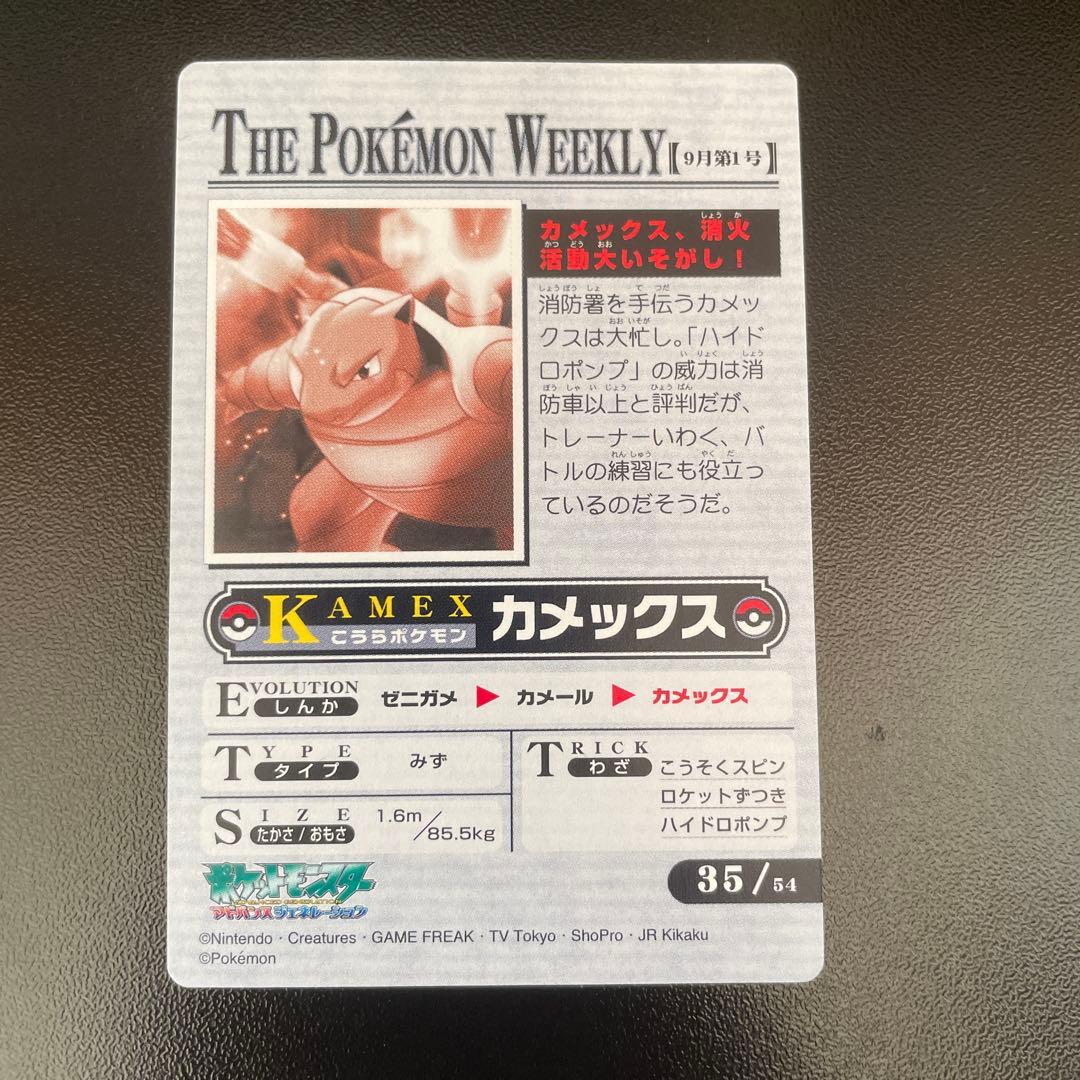 THE POKÉMON WEEKLY【9月第1号】
カメックス、消火
活動大いそがし！
消防署を手伝うカメッ
クスは大忙し。「ハイド
ロポンプ」の威力は消
防車以上と評判だが、
トレーナーいわく、バ
トルの練習にも役立っ
ているのだそうだ。
KAMEX
こうらポケモン
カメックス
EVOLUTION
しんか
ゼニガメ ▶ カメール ▶ カメックス
TYPE
タイプ
みず
SIZE
たかさ/おもさ
1.6m/85.5kg
TRICK
わざ
こうそくスピン
ロケットずつき
ハイドロポンプ
35/54
ポケットモンスター
ADVANCED GENERATION
アドバンスジェネレーション
©Nintendo・Creatures・GAME FREAK・TV Tokyo・ShoPro・JR Kikaku
©Pokémon